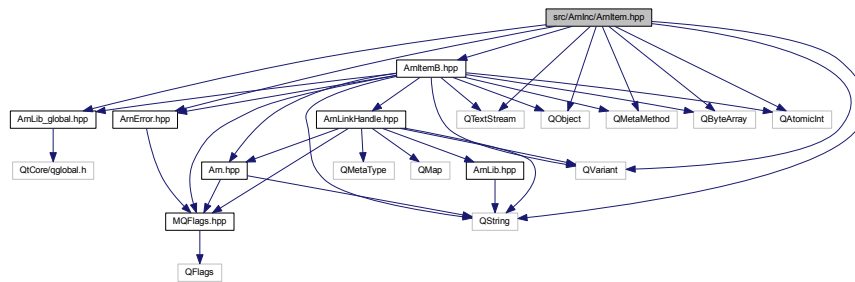 src/ArnInc/ArnItem.hpp
ArnItemB.hpp
ArnLib_global.hpp
ArnError.hpp
ArnLinkHandle.hpp
QTextStream
QObject
QMetaMethod
QByteArray
QAtomicInt
QtCore/qglobal.h
Arn.hpp
QMetaType
QMap
ArnLib.hpp
QVariant
MQFlags.hpp
QString
QFlags